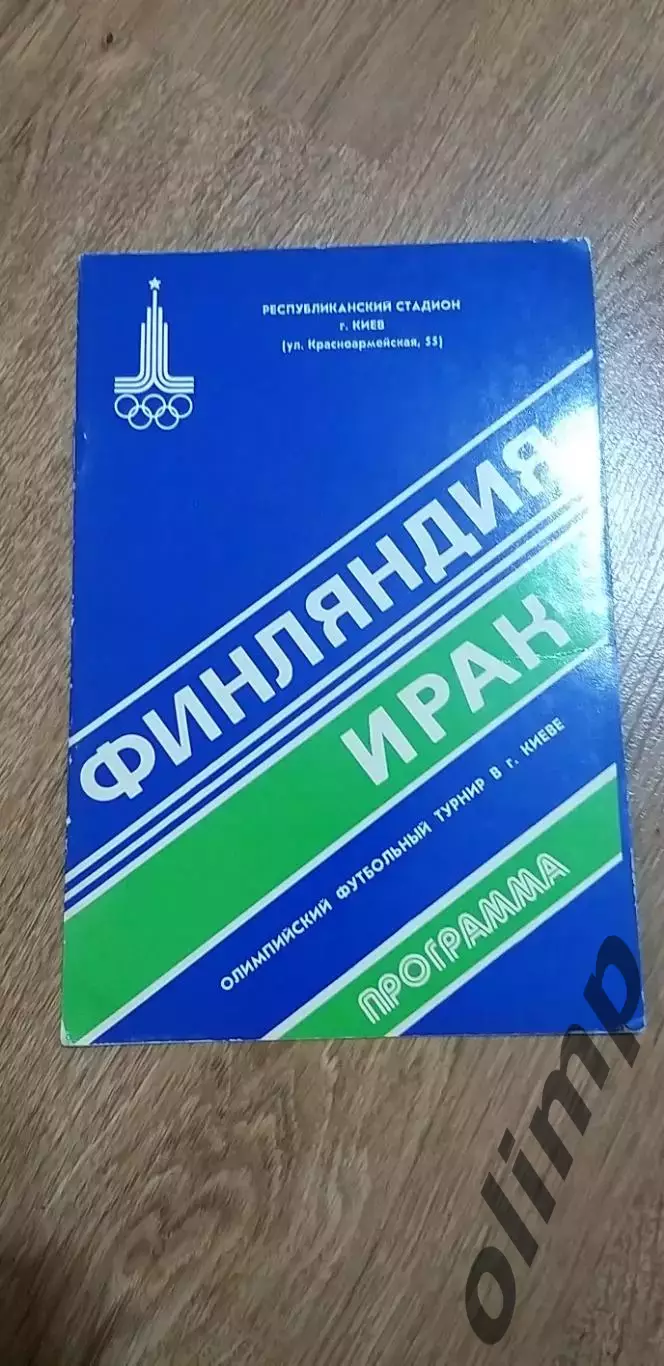 РЕСПУБЛИКАНСКИЙ СТАДИОН
г. КИЕВ
(ул. Красноармейская, 55)
ФИНЛЯНДИЯ
ИРАК
ОЛИМПИЙСКИЙ ФУТБОЛЬНЫЙ ТУРНИР В г. КИЕВЕ
ПРОГРАММА
olimp